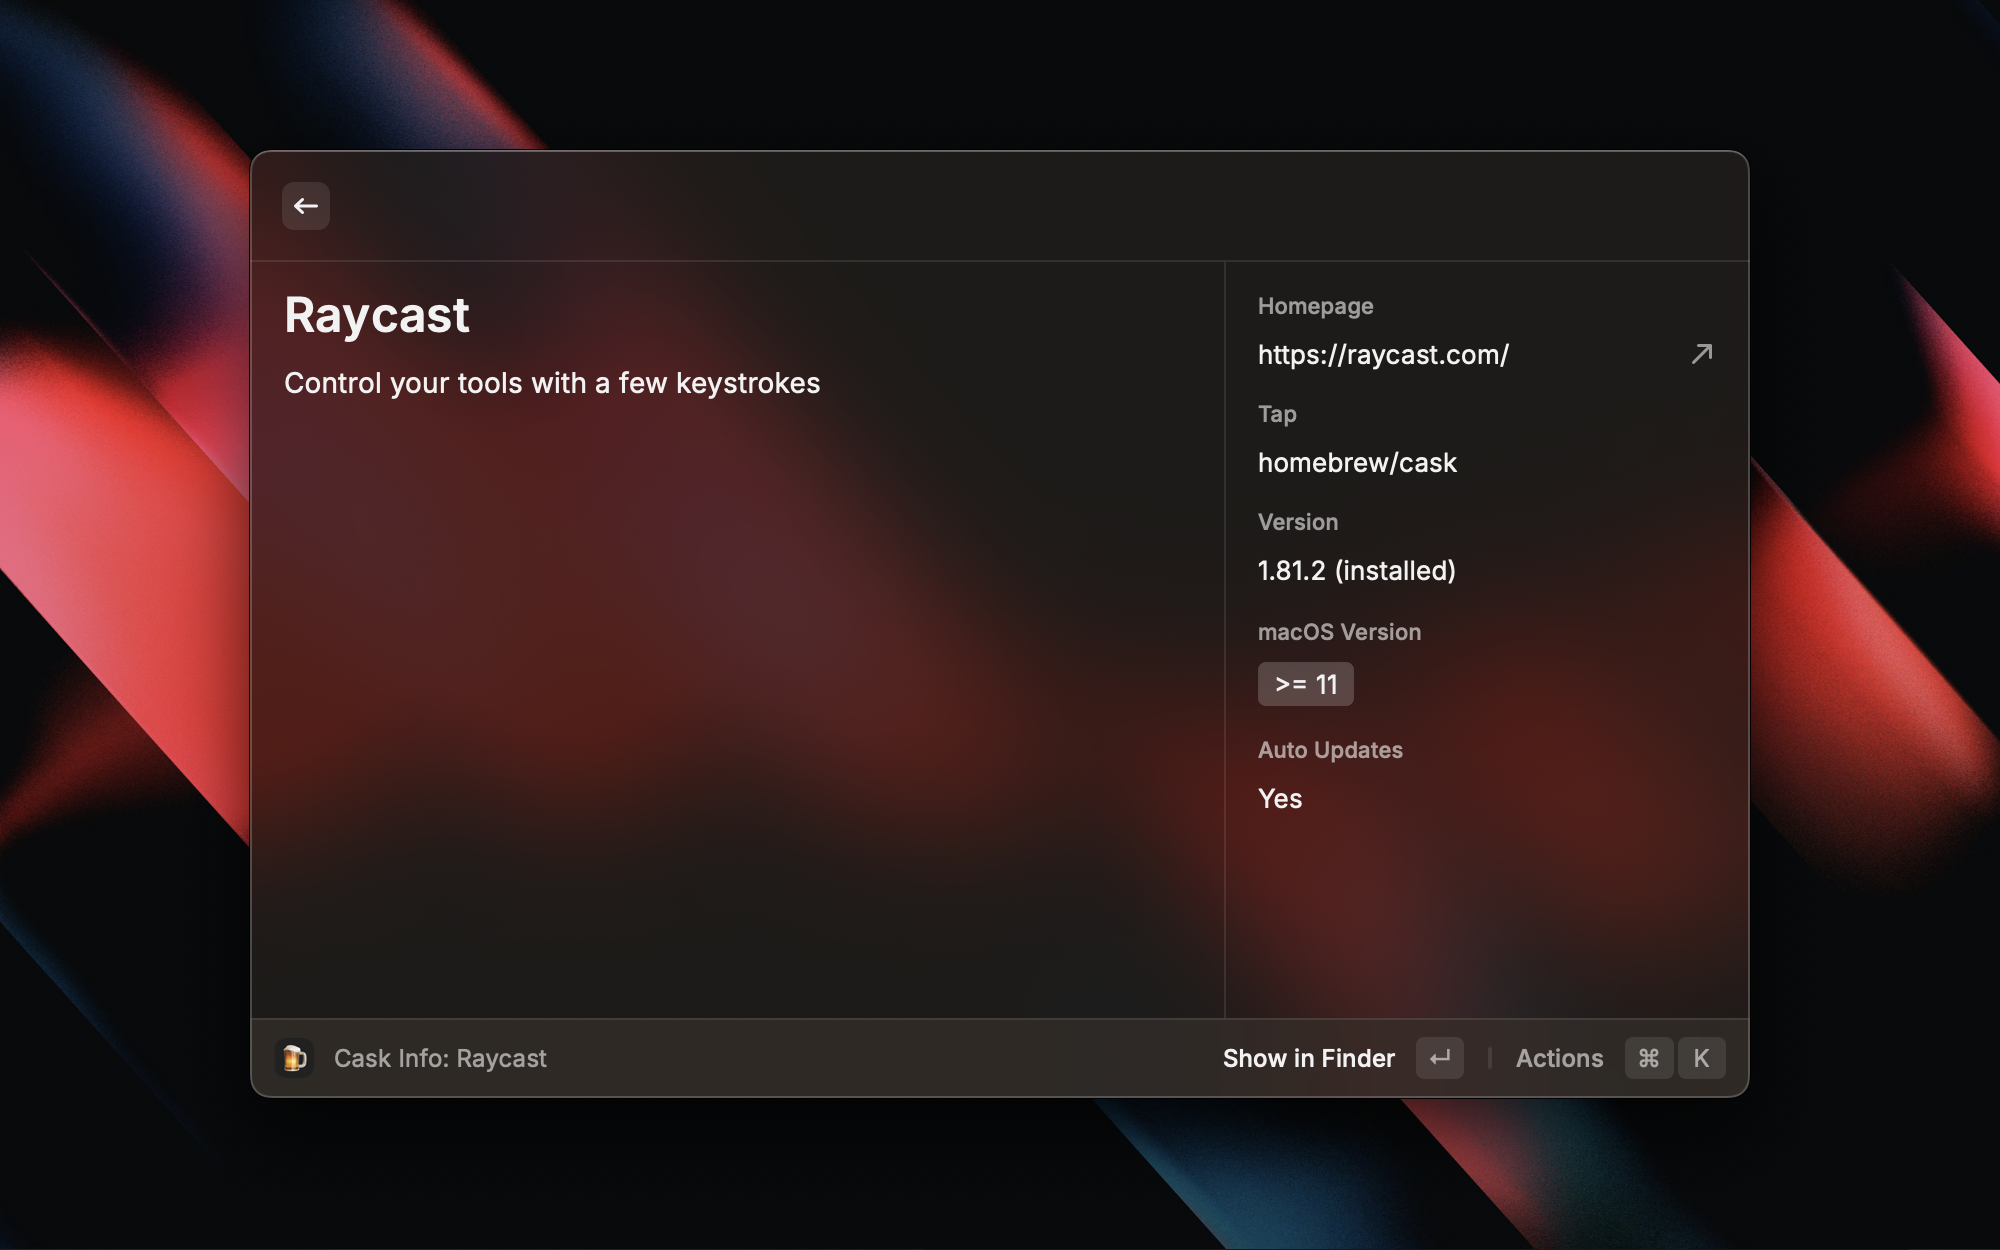 Raycast
Control your tools with a few keystrokes
Homepage
https://raycast.com/
Tap
homebrew/cask
Version
1.81.2 (installed)
macOS Version
>= 11
Auto Updates
Yes
Cask Info: Raycast
Show in Finder
Actions ⌘ K